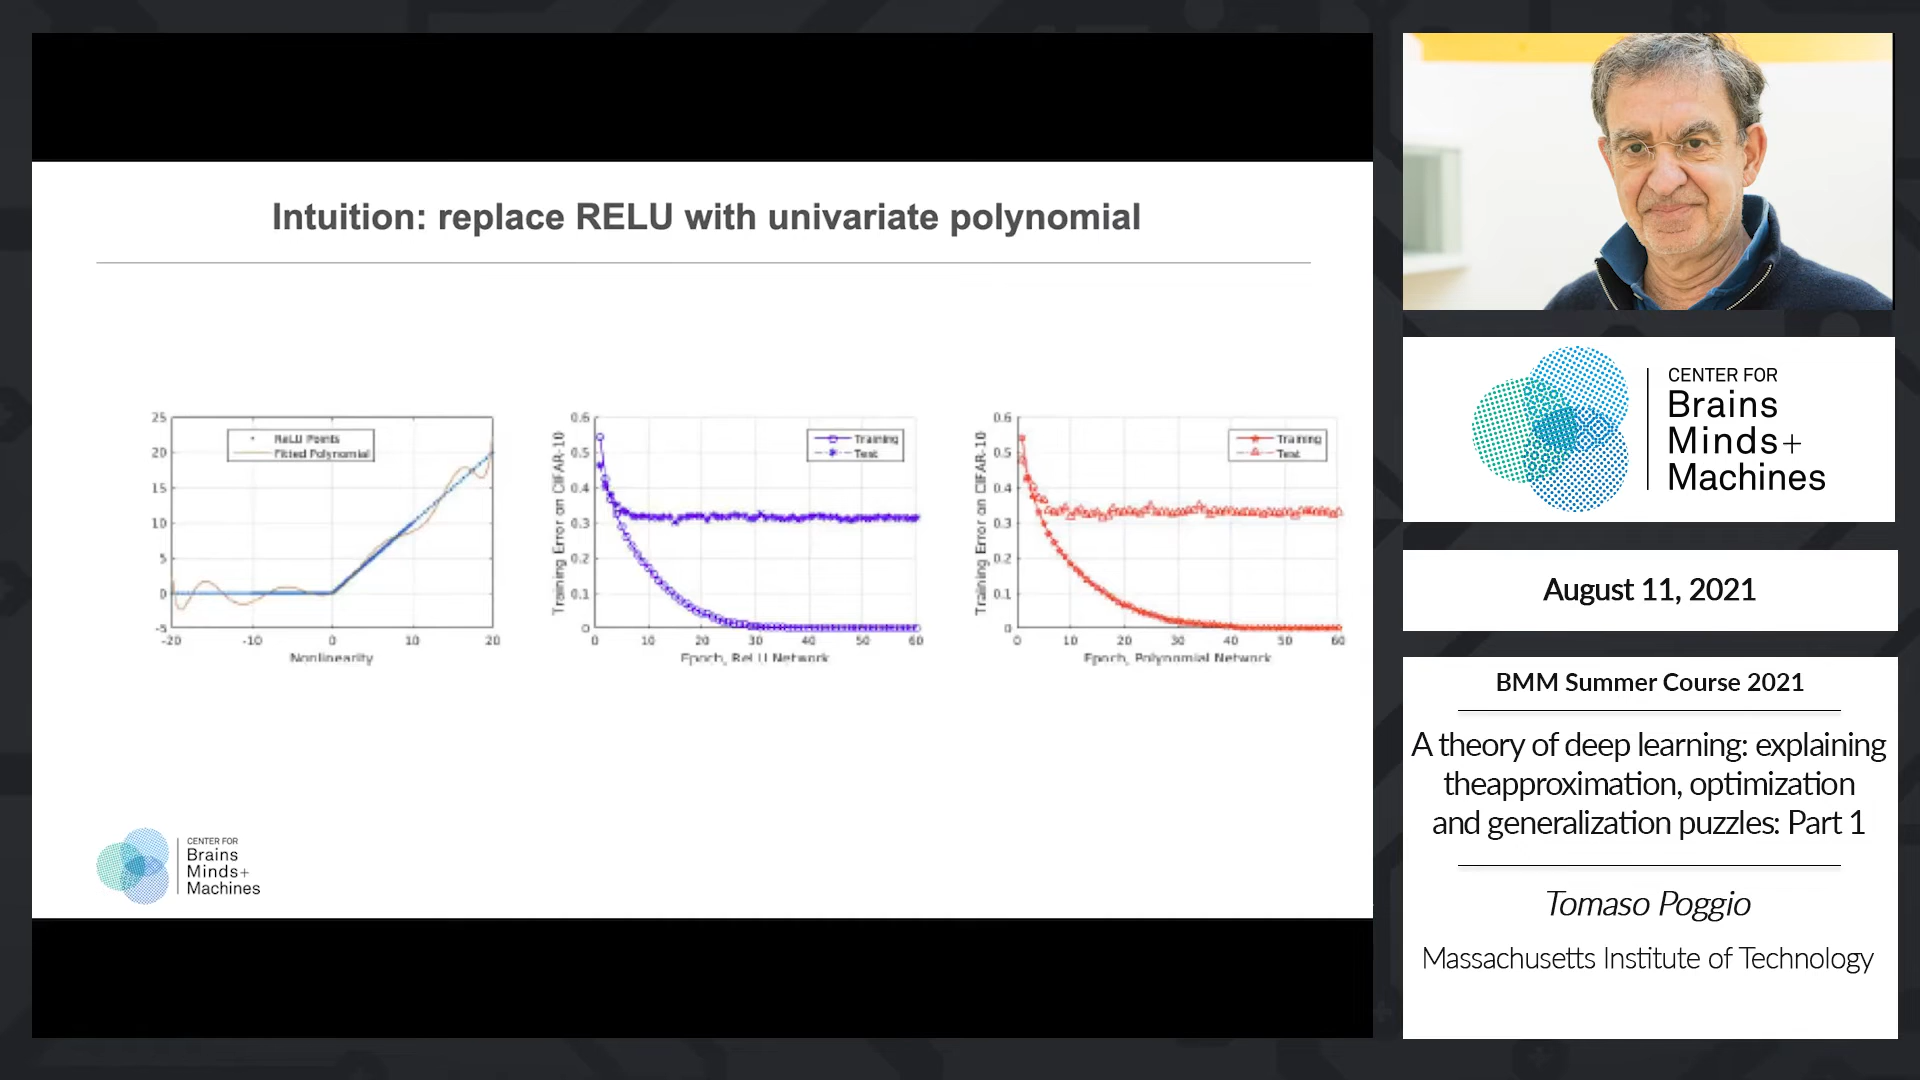 Intuition: replace RELU with univariate polynomial
25
20
15
10
5
0
-5
-20
-10
0
10
20
ReLU Points
Fitted Polynomial
Nonlinearity
Training Error on CIFAR-10
0.6
0.5
0.4
0.3
0.2
0.1
0
0
10
20
30
40
50
60
Training
Test
Epoch, ReLU Network
Training Error on CIFAR-10
0.6
0.5
0.4
0.3
0.2
0.1
0
0
10
20
30
40
50
60
Training
Test
Epoch, Polynomial Network
CENTER FOR
Brains
Minds+
Machines
CENTER FOR
Brains
Minds+
Machines
August 11, 2021
BMM Summer Course 2021
A theory of deep learning: explaining
theapproximation, optimization
and generalization puzzles: Part 1
Tomaso Poggio
Massachusetts Institute of Technology